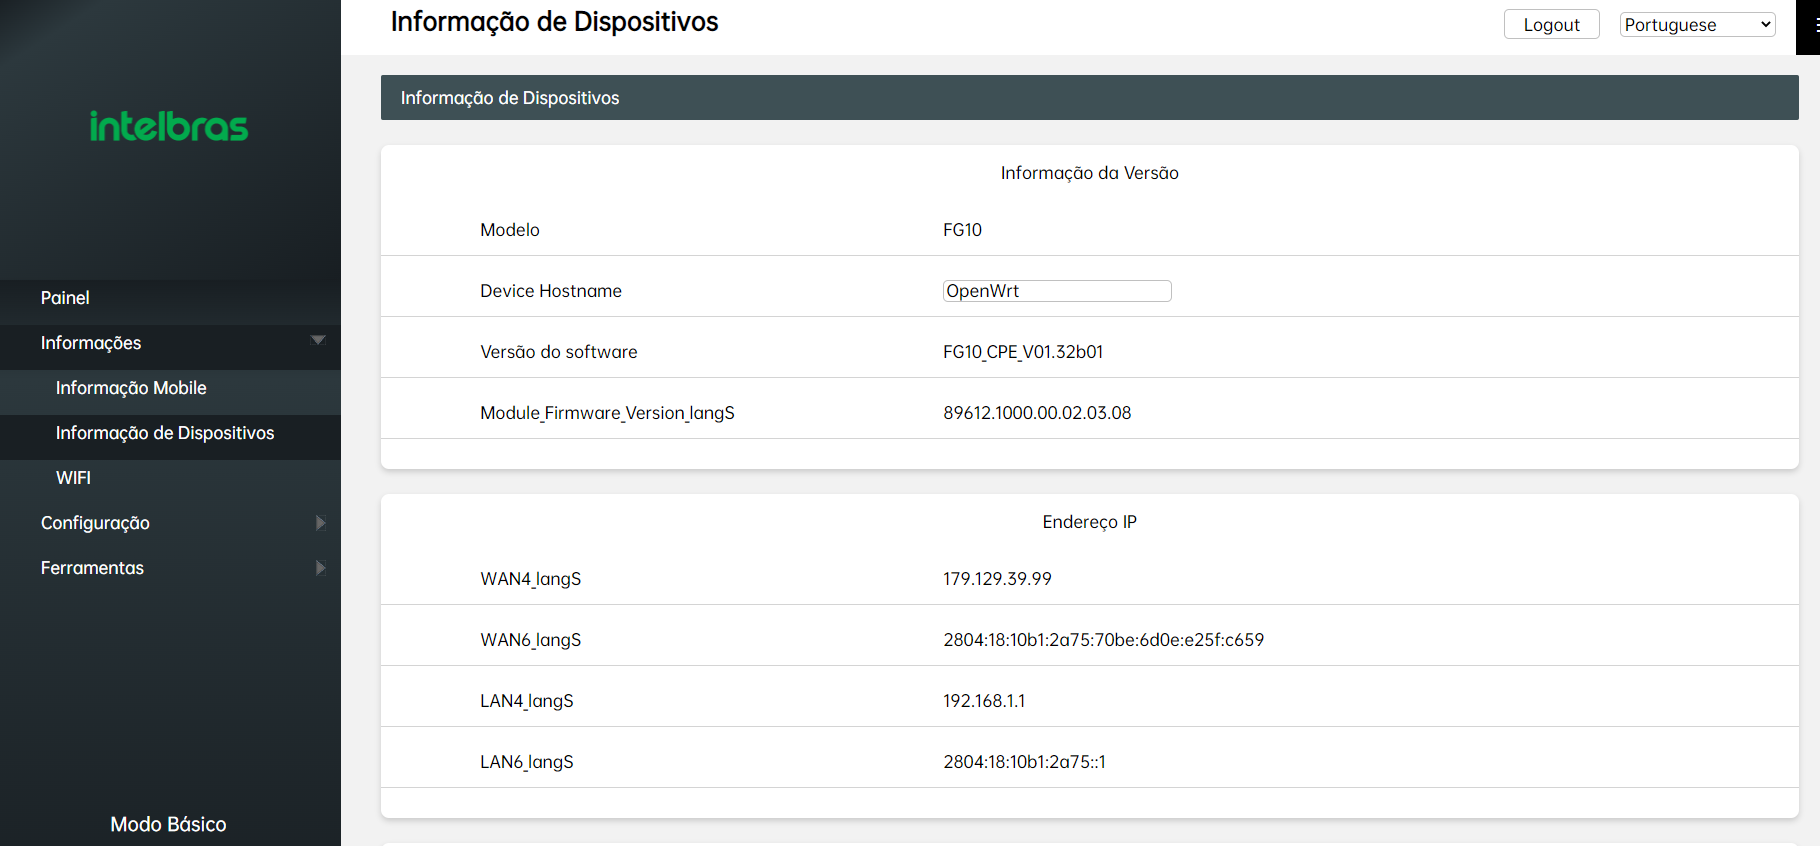 Informação de Dispositivos
Logout
Portuguese
intelbras
Informação de Dispositivos
Informação da Versão
Modelo FG10
Device Hostname OpenWrt
Versão do software FG10_CPE_V01.32b01
Module_Firmware_Version_langS 89612.1000.00.02.03.08
Endereço IP
WAN4_langS 179.129.39.99
WAN6_langS 2804:18:10b1:2a75:70be:6d0e:e25f:c659
LAN4_langS 192.168.1.1
LAN6_langS 2804:18:10b1:2a75::1
Painel
Informações
Informação Mobile
Informação de Dispositivos
WIFI
Configuração
Ferramentas
Modo Básico